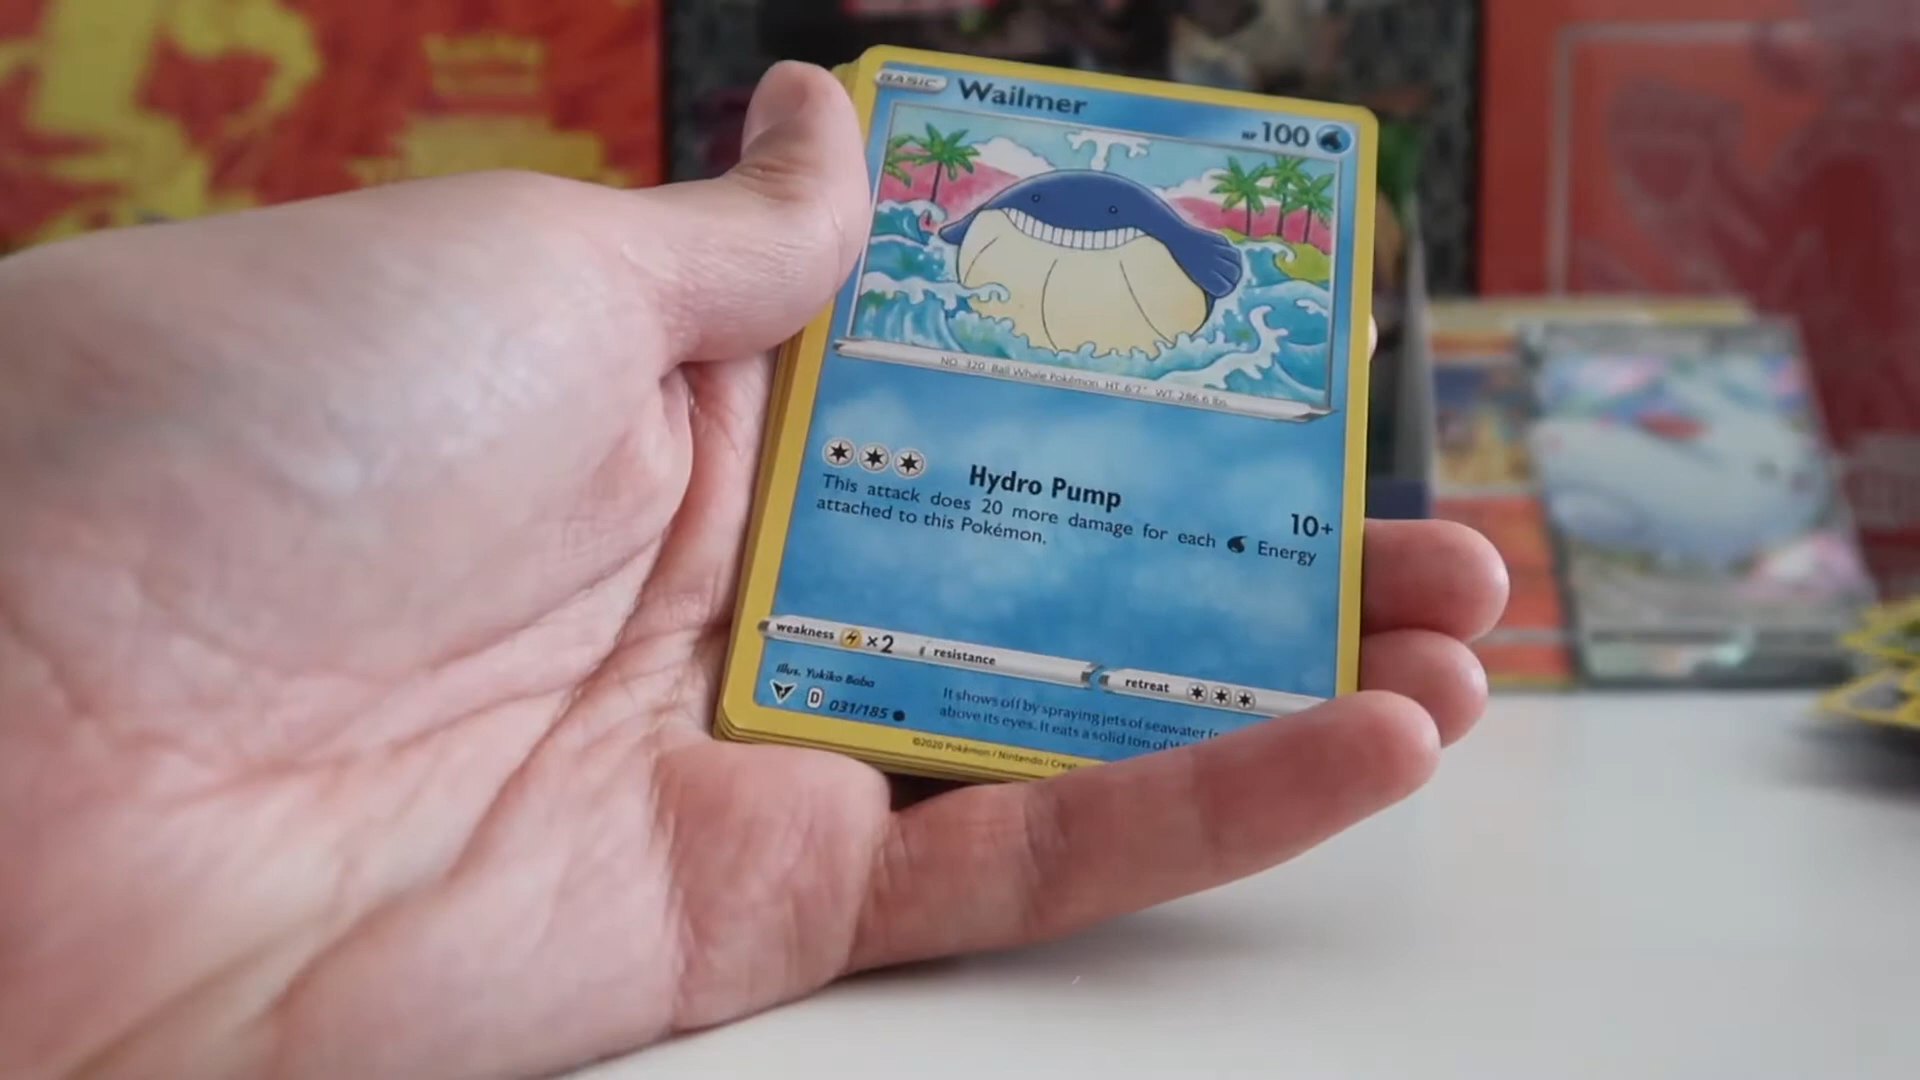 BASIC Wailmer HP 100
NO. 320 Ball Whale Pokémon HT: 6'7" WT: 286.6 lbs.
Hydro Pump 10+
This attack does 20 more damage for each Energy
attached to this Pokémon.
weakness ×2 resistance retreat
Illus. Yukiko Baba
D 031/185
It shows off by spraying jets of seawater
above its eyes. It eats a solid ton of
©2020 Pokémon / Nintendo /